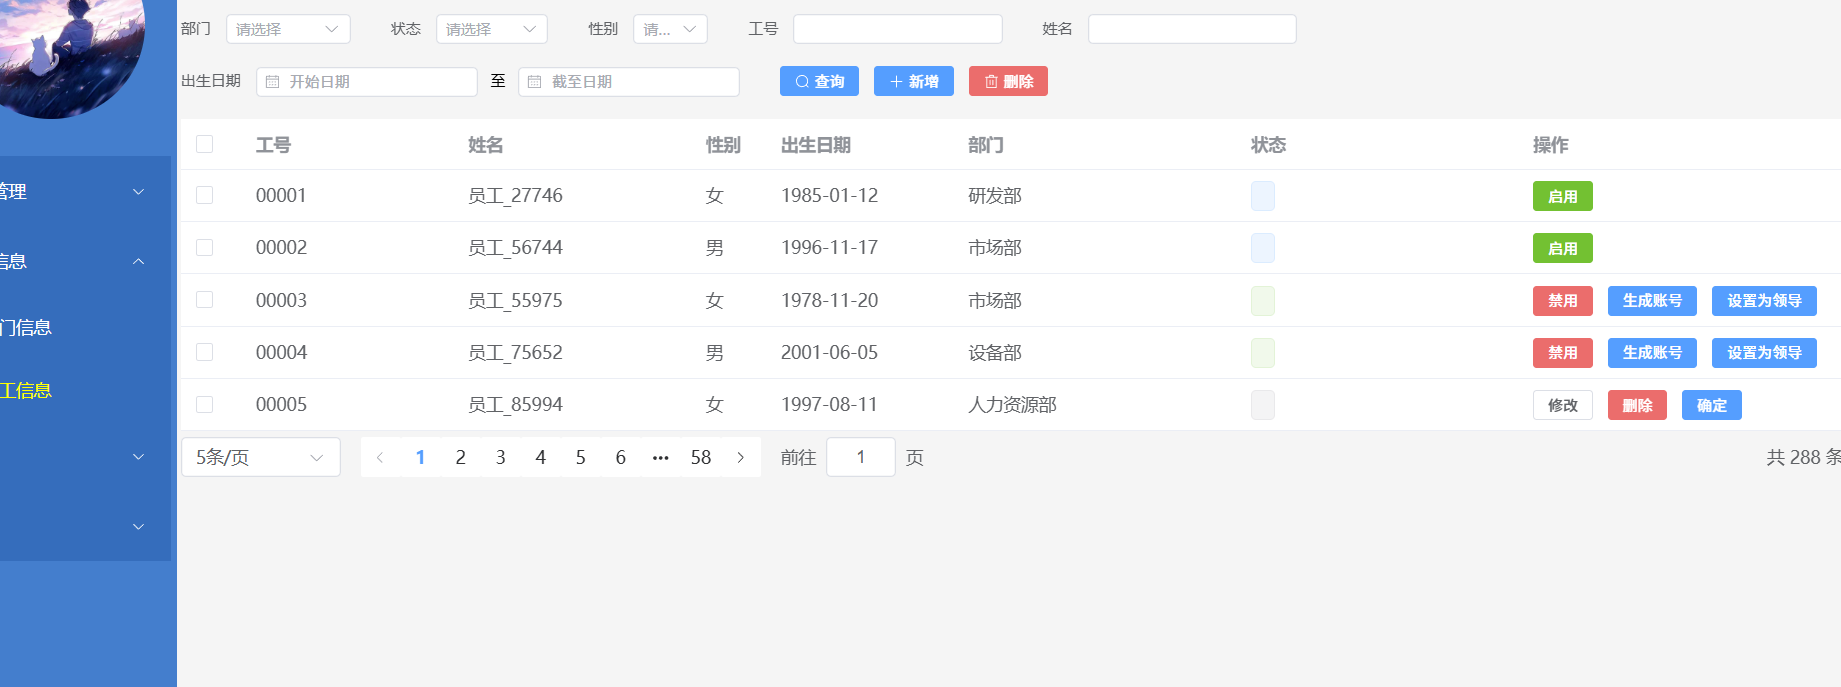 部门 请选择 状态 请选择 性别 请... 工号 姓名
出生日期 开始日期 至 截至日期 查询 新增 删除
管理
信息
门信息
工信息
工号 姓名 性别 出生日期 部门 状态 操作
00001 员工_27746 女 1985-01-12 研发部 启用
00002 员工_56744 男 1996-11-17 市场部 启用
00003 员工_55975 女 1978-11-20 市场部 禁用 生成账号 设置为领导
00004 员工_75652 男 2001-06-05 设备部 禁用 生成账号 设置为领导
00005 员工_85994 女 1997-08-11 人力资源部 修改 删除 确定
5条/页 1 2 3 4 5 6 ••• 58 前往 1 页 共 288 条